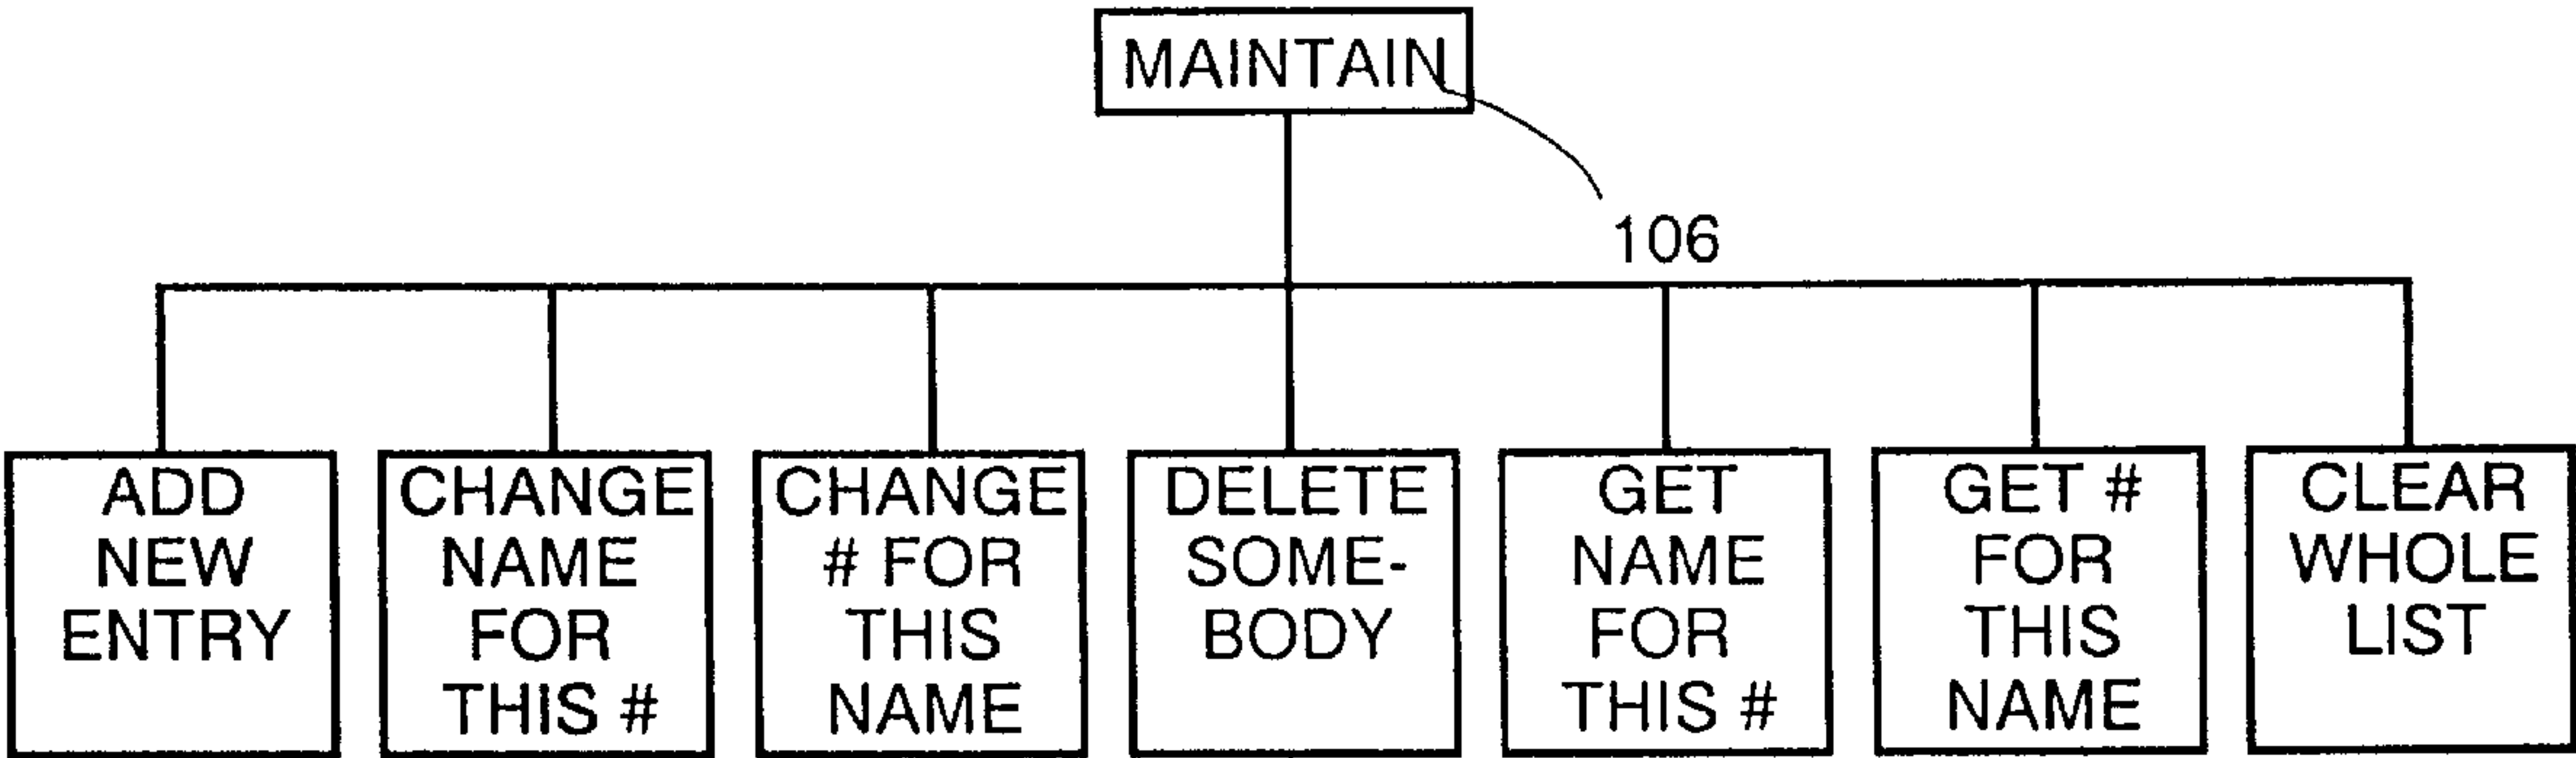 MAINTAIN
106
ADD
NEW
ENTRY
CHANGE
NAME
FOR
THIS #
CHANGE
# FOR
THIS
NAME
DELETE
SOME-
BODY
GET
NAME
FOR
THIS #
GET #
FOR
THIS
NAME
CLEAR
WHOLE
LIST